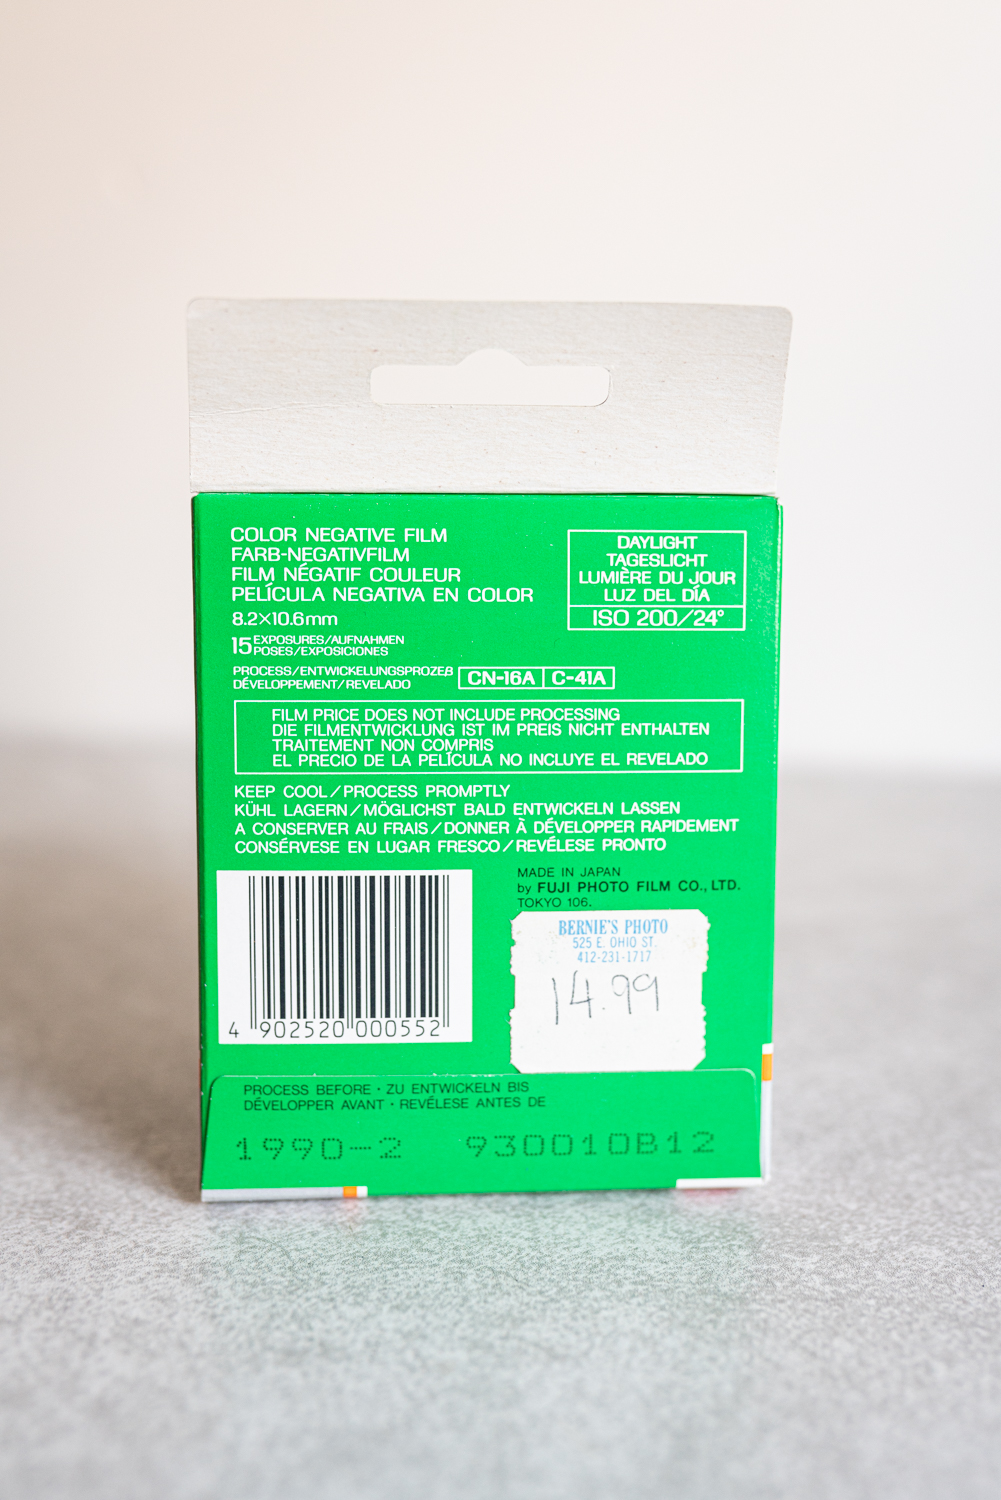 COLOR NEGATIVE FILM
FARB-NEGATIVFILM
FILM NÉGATIF COULEUR
PELÍCULA NEGATIVA EN COLOR
8.2×10.6mm
15 EXPOSURES/AUFNAHMEN
POSES/EXPOSICIONES
PROCESS/ENTWICKELUNGSPROZEß
DÉVELOPPEMENT/REVELADO
CN-16A C-41A
DAYLIGHT
TAGESLICHT
LUMIÈRE DU JOUR
LUZ DEL DÍA
ISO 200/24°
FILM PRICE DOES NOT INCLUDE PROCESSING
DIE FILMENTWICKLUNG IST IM PREIS NICHT ENTHALTEN
TRAITEMENT NON COMPRIS
EL PRECIO DE LA PELÍCULA NO INCLUYE EL REVELADO
KEEP COOL/PROCESS PROMPTLY
KÜHL LAGERN/MÖGLICHST BALD ENTWICKELN LASSEN
A CONSERVER AU FRAIS/DONNER À DÉVELOPPER RAPIDEMENT
CONSÉRVESE EN LUGAR FRESCO/REVÉLESE PRONTO
4 902520 000552
MADE IN JAPAN
by FUJI PHOTO FILM CO., LTD.
TOKYO 106.
BERNIE'S PHOTO
525 E. OHIO ST.
412-231-1717
14.99
PROCESS BEFORE · ZU ENTWICKELN BIS
DÉVELOPPER AVANT · REVÉLESE ANTES DE
1990-2 930010B12